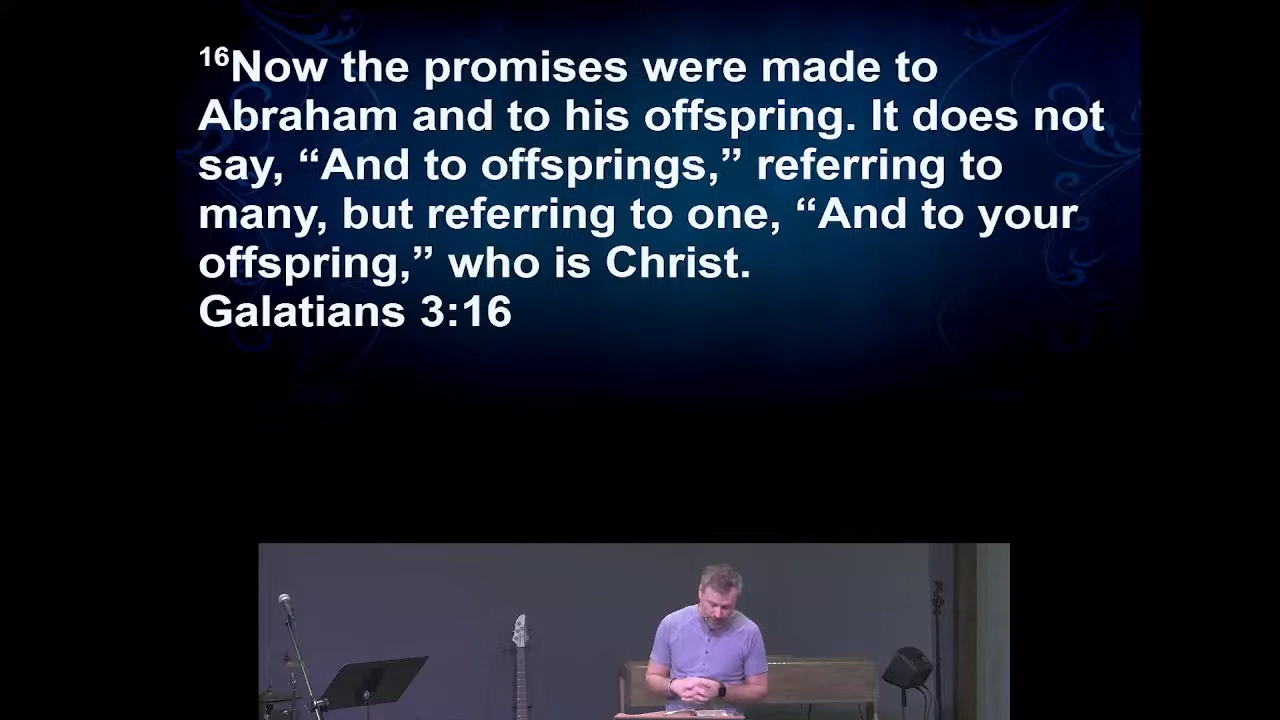 16Now the promises were made to
Abraham and to his offspring. It does not
say, “And to offsprings,” referring to
many, but referring to one, “And to your
offspring,” who is Christ.
Galatians 3:16